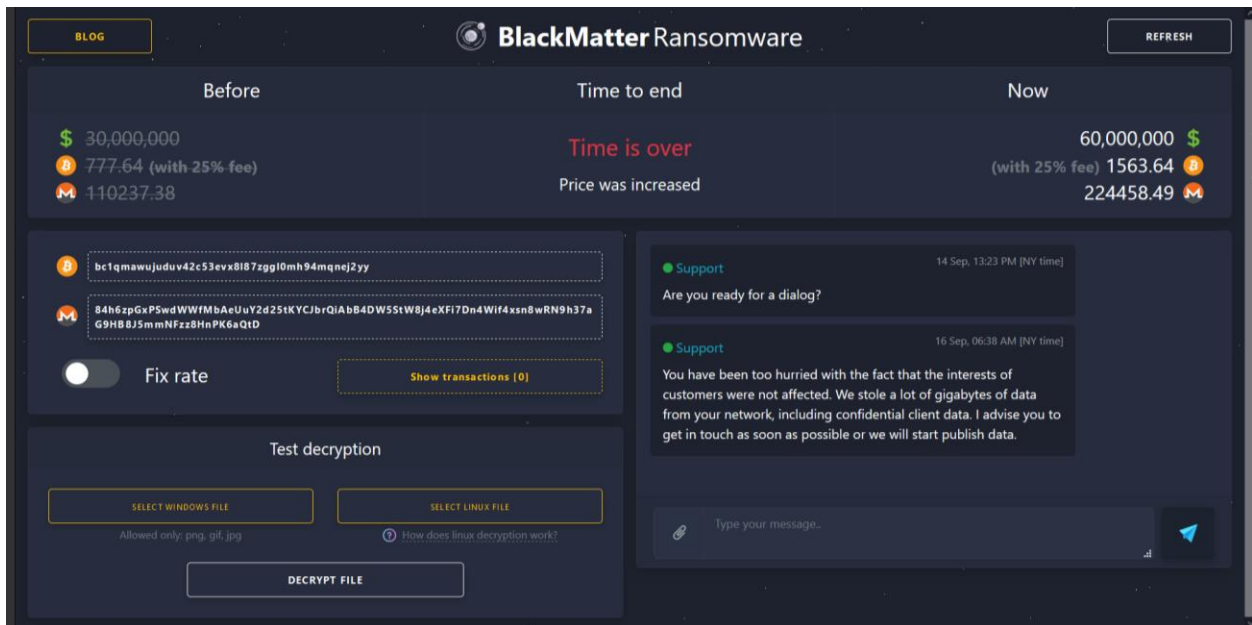 BLOG
BlackMatter Ransomware
REFRESH
Before
Time to end
Now
$ 30,000,000
777.64 (with 25% fee)
110237.38
Time is over
Price was increased
60,000,000 $
(with 25% fee) 1563.64
224458.49
bc1qmawujuduv42c53evx8l87zggl0mh94mqnej2yy
84h6zpGxPSwdWWfMbAeUuY2d25tKYCJbrQiAbB4DW5StW8j4eXFi7Dn4Wif4xsn8wRN9h37a
G9HB8J5mmNFzz8HnPK6aQtD
Fix rate
Show transactions [0]
Test decryption
SELECT WINDOWS FILE
SELECT LINUX FILE
Allowed only: png, gif, jpg
? How does linux decryption work?
DECRYPT FILE
Support
14 Sep, 13:23 PM [NY time]
Are you ready for a dialog?
Support
16 Sep, 06:38 AM [NY time]
You have been too hurried with the fact that the interests of
customers were not affected. We stole a lot of gigabytes of data
from your network, including confidential client data. I advise you to
get in touch as soon as possible or we will start publish data.
Type your message..